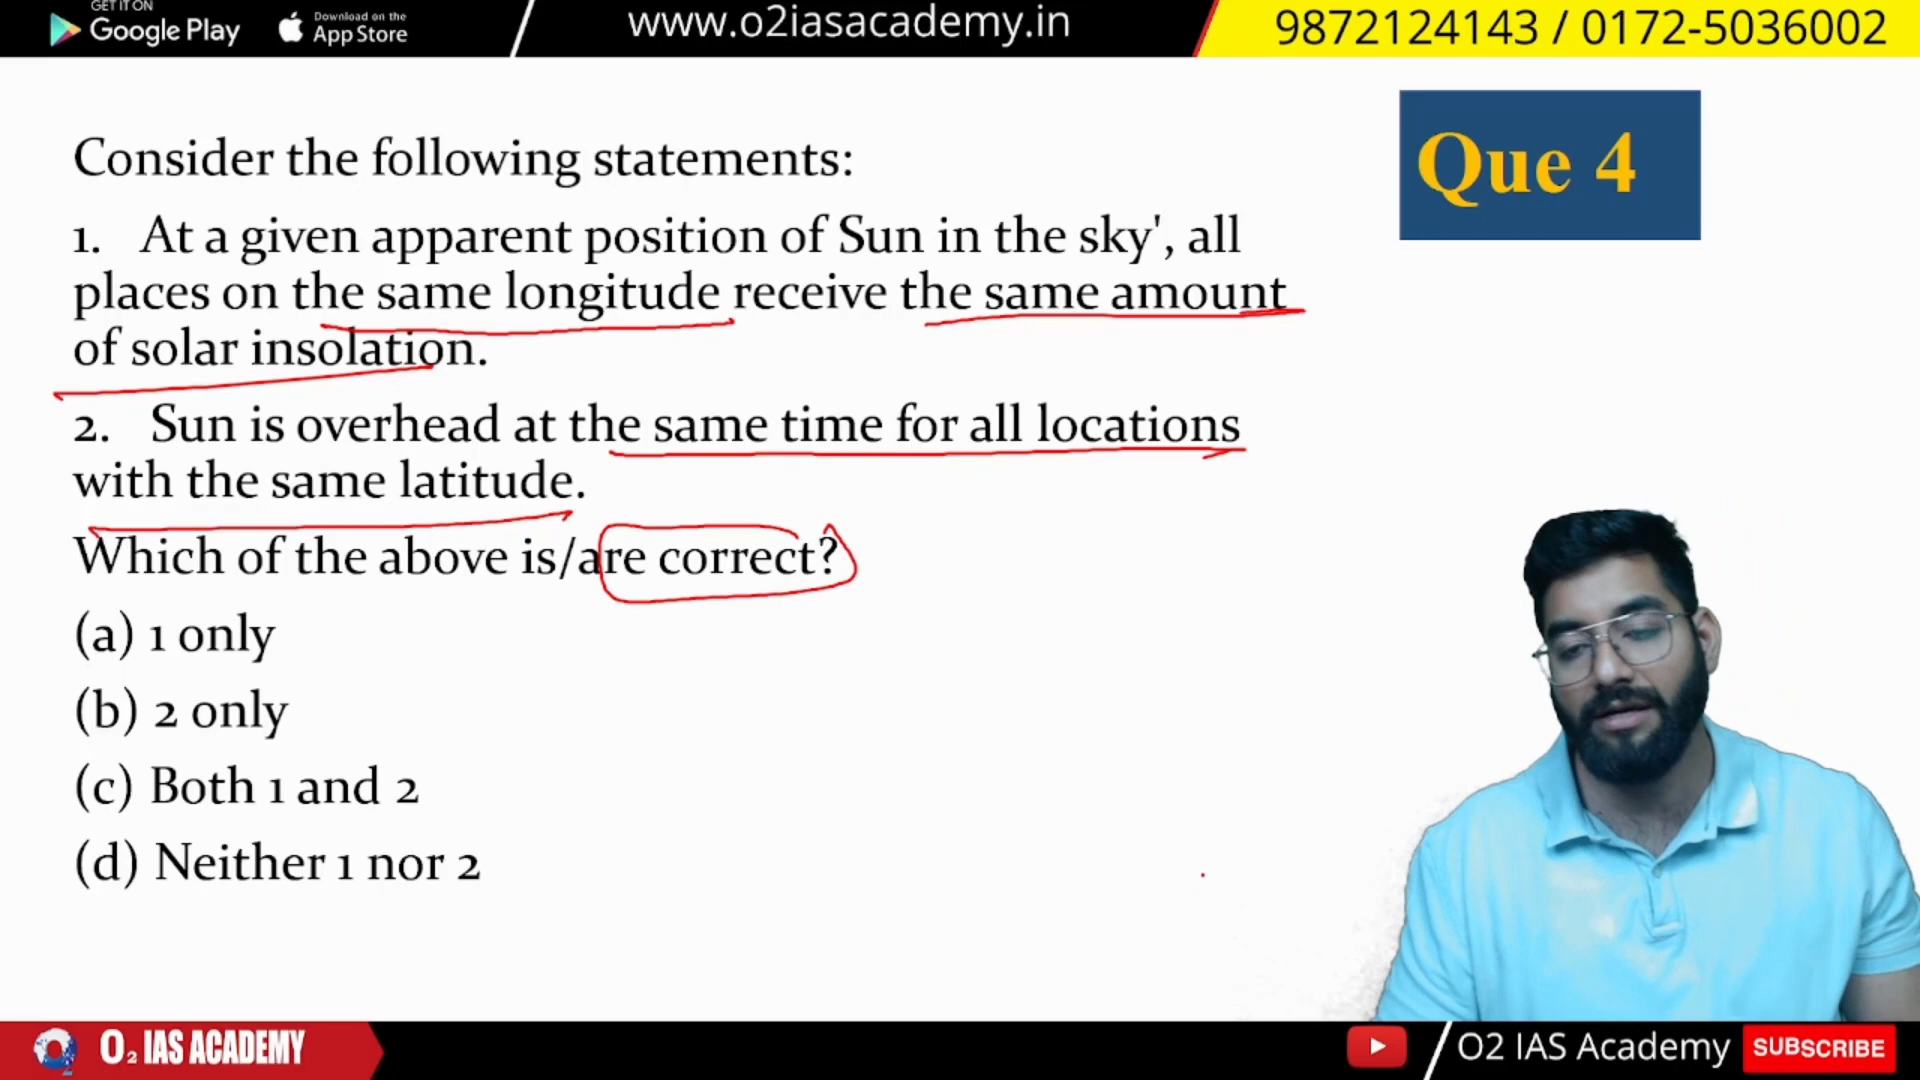 GET IT ON
Google Play
Download on the
App Store
www.o2iasacademy.in
9872124143 / 0172-5036002
Que 4
Consider the following statements:
1. At a given apparent position of Sun in the sky', all
places on the same longitude receive the same amount
of solar insolation.
2. Sun is overhead at the same time for all locations
with the same latitude.
Which of the above is/are correct?
(a) 1 only
(b) 2 only
(c) Both 1 and 2
(d) Neither 1 nor 2
O2 IAS ACADEMY
O2 IAS Academy
SUBSCRIBE